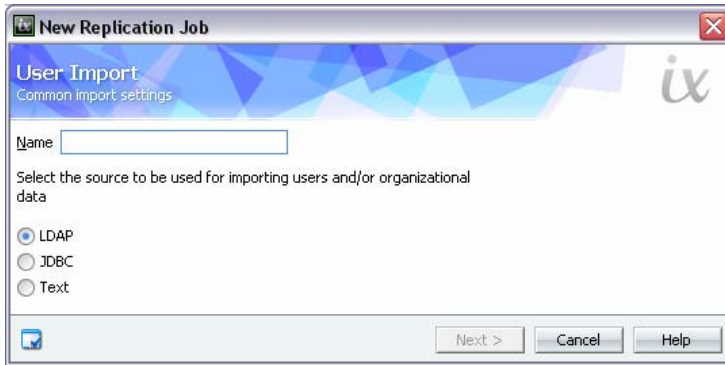 ix New Replication Job
User Import
Common import settings
ix
Name
Select the source to be used for importing users and/or organizational
data
LDAP
JDBC
Text
Next > Cancel Help